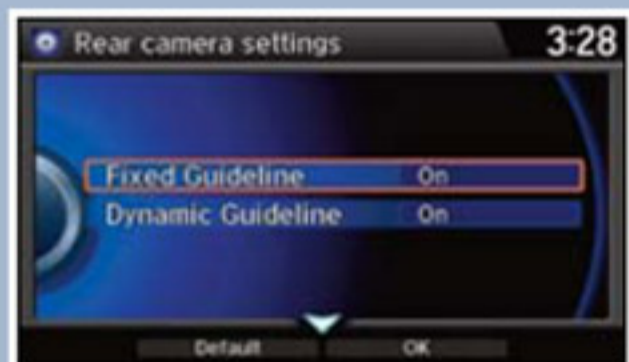 Rear camera settings 3:28
Fixed Guideline On
Dynamic Guideline On
Default OK